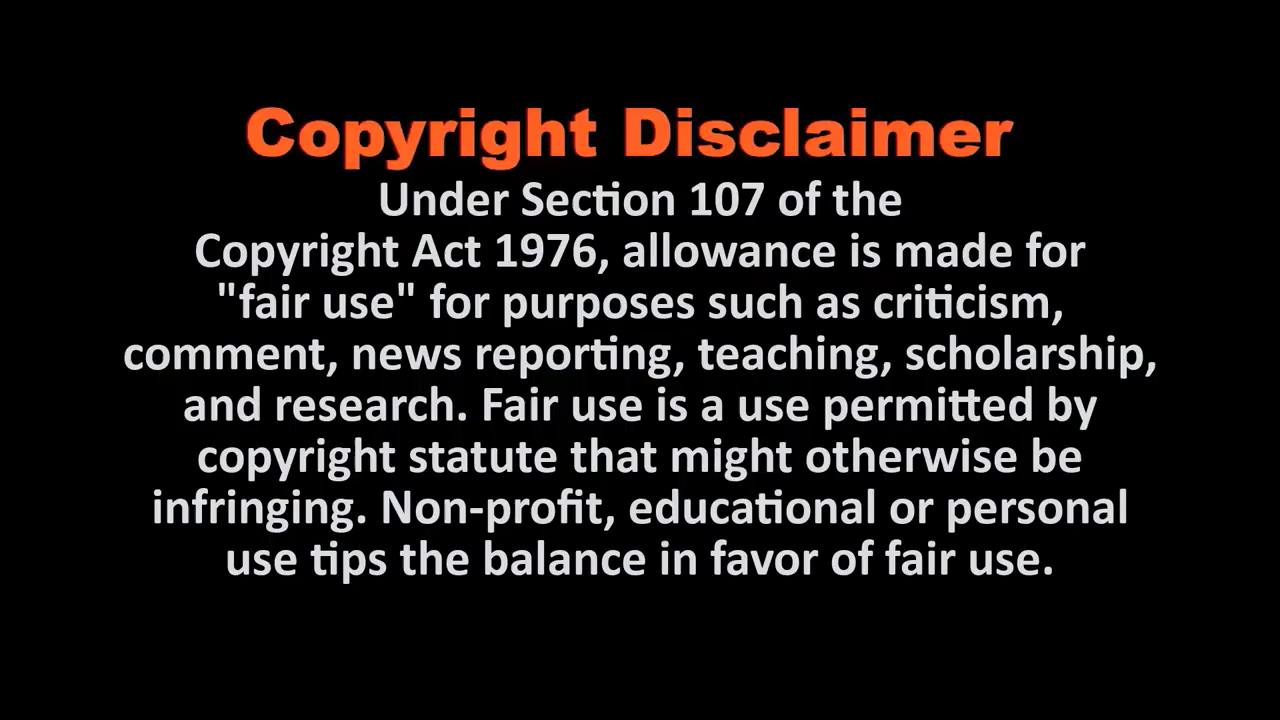 Copyright Disclaimer
Under Section 107 of the
Copyright Act 1976, allowance is made for
"fair use" for purposes such as criticism,
comment, news reporting, teaching, scholarship,
and research. Fair use is a use permitted by
copyright statute that might otherwise be
infringing. Non-profit, educational or personal
use tips the balance in favor of fair use.